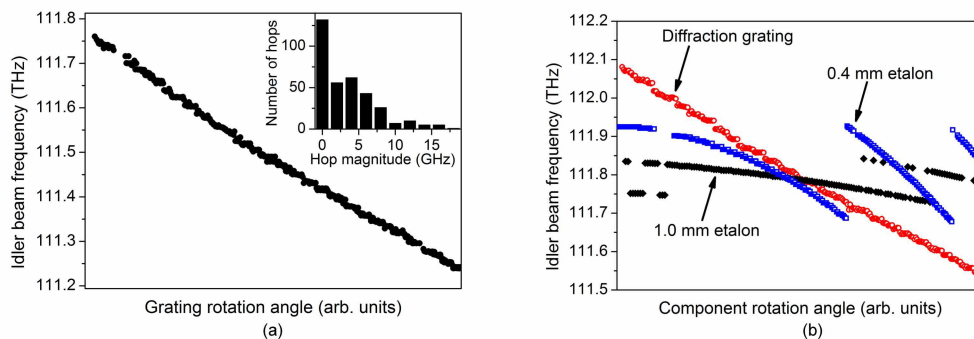 111.8
111.7
111.6
111.5
111.4
111.3
111.2
Idler beam frequency (THz)
Grating rotation angle (arb. units)
(a)
Number of hops
100
50
0
0
5
10
15
Hop magnitude (GHz)
112.2
112.1
112.0
111.9
111.8
111.7
111.6
111.5
Idler beam frequency (THz)
Diffraction grating
0.4 mm etalon
1.0 mm etalon
Component rotation angle (arb. units)
(b)